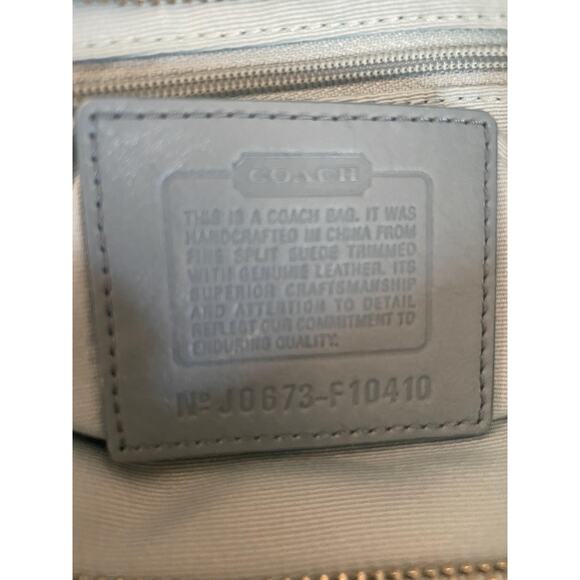 COACH
THIS IS A COACH BAG. IT WAS
HANDCRAFTED IN CHINA FROM
FINE SPLIT SUEDE TRIMMED
WITH GENUINE LEATHER. ITS
SUPERIOR CRAFTSMANSHIP
AND ATTENTION TO DETAIL
REFLECT OUR COMMITMENT TO
ENDURING QUALITY.
Nº J0673-F10410